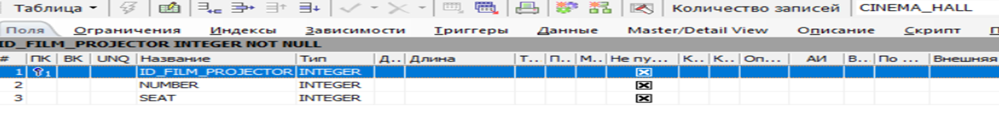 Таблица Количество записей CINEMA_HALL
Поля Ограничения Индексы Зависимости Триггеры Данные Master/Detail View Описание Скрипт П
ID_FILM_PROJECTOR INTEGER NOT NULL
# ПК ВК UNQ Название Тип Д... Длина Т... П... М... Не пу... К... К... Оп... АИ В... По ... Внешняя
1 1 ID_FILM_PROJECTOR INTEGER
2 NUMBER INTEGER
3 SEAT INTEGER